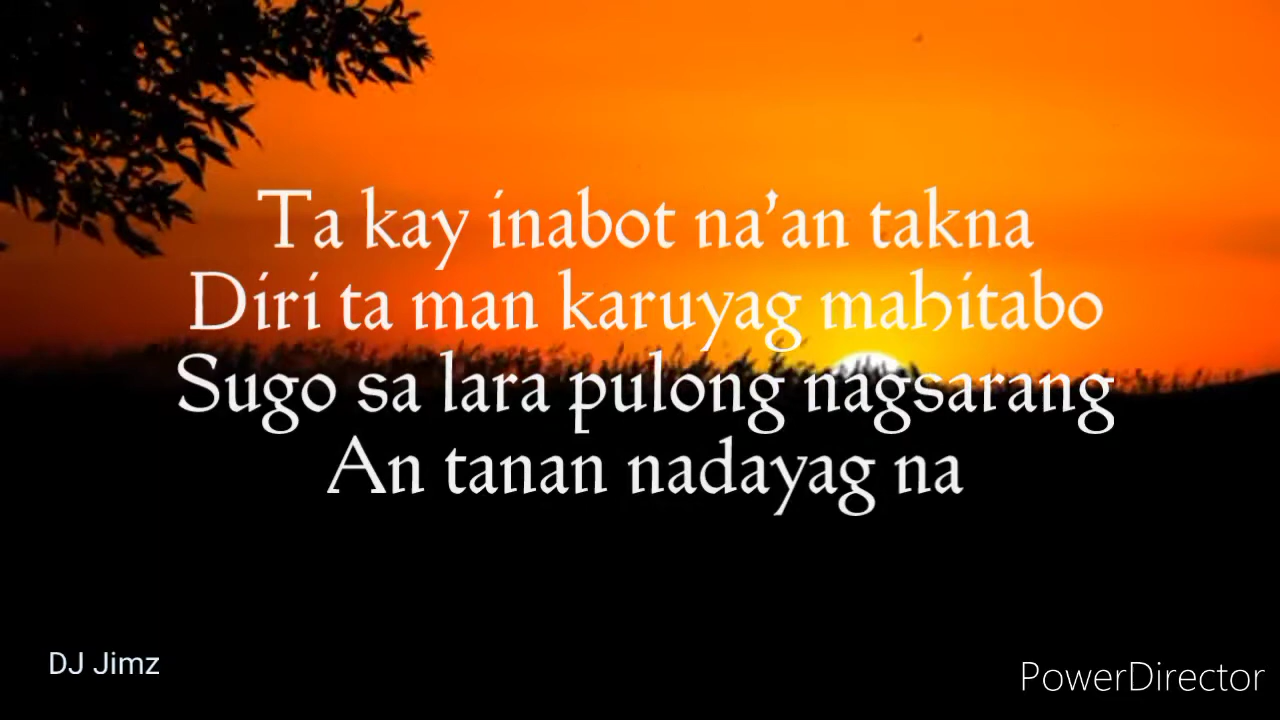 Ta kay inabot na'an takna
Diri ta man karuyag mahitabo
Sugo sa lara pulong nagsarang
An tanan nadayag na
DJ Jimz
PowerDirector